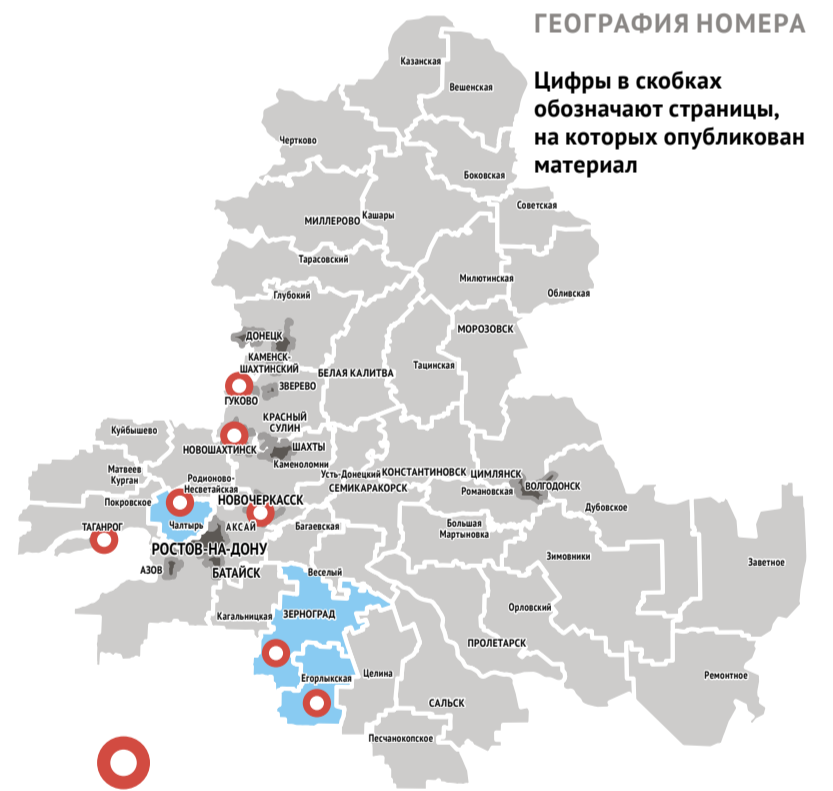 ГЕОГРАФИЯ НОМЕРА
Цифры в скобках
обозначают страницы,
на которых опубликован
материал
Казанская
Вешенская
Чертково
Боковская
Советская
МИЛЛЕРОВО
Кашары
Тарасовский
Милютинская
Обливская
Глубокий
МОРОЗОВСК
ДОНЕЦК
КАМЕНСК-
ШАХТИНСКИЙ
БЕЛАЯ КАЛИТВА
Тацинская
ЗВЕРЕВО
ГУКОВО
КРАСНЫЙ
СУЛИН
Куйбышево
НОВОШАХТИНСК
ШАХТЫ
Каменоломни
Матвеев
Курган
Родионово-
Несветайская
Усть-Донецкий
КОНСТАНТИНОВСК
ЦИМЛЯНСК
СЕМИКАРАКОРСК
Романовская
ВОЛГОДОНСК
Покровское
НОВОЧЕРКАССК
Дубовское
ТАГАНРОГ
Чалтырь
АКСАЙ
Багаевская
Большая
Мартыновка
РОСТОВ-НА-ДОНУ
Зимовники
Заветное
АЗОВ
БАТАЙСК
Веселый
Кагальницкая
ЗЕРНОГРАД
Орловский
ПРОЛЕТАРСК
Егорлыкская
Целина
Ремонтное
САЛЬСК
Песчанокопское